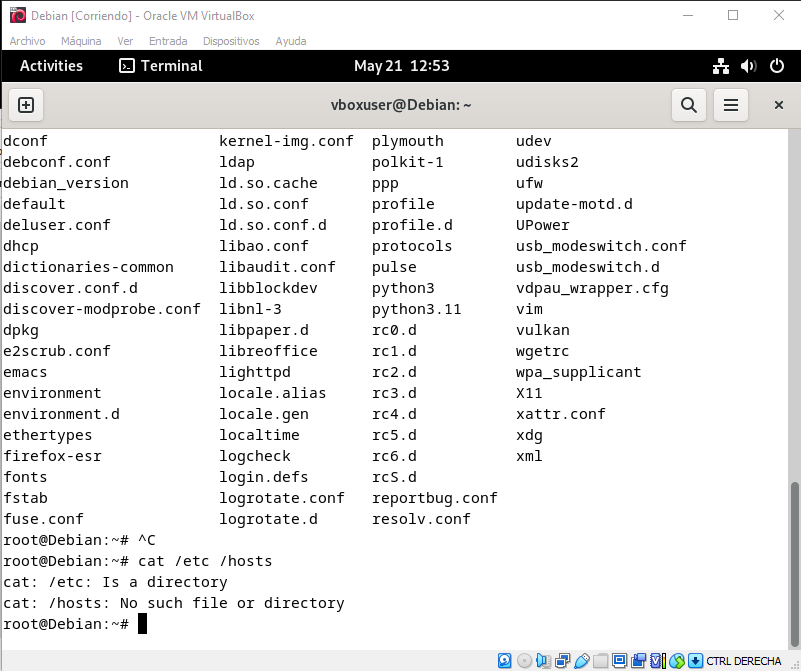 Debian [Corriendo] - Oracle VM VirtualBox
Archivo Máquina Ver Entrada Dispositivos Ayuda
Activities Terminal May 21 12:53
vboxuser@Debian: ~
dconf kernel-img.conf plymouth udev
debconf.conf ldap polkit-1 udisks2
debian_version ld.so.cache ppp ufw
default ld.so.conf profile update-motd.d
deluser.conf ld.so.conf.d profile.d UPower
dhcp libao.conf protocols usb_modeswitch.conf
dictionaries-common libaudit.conf pulse usb_modeswitch.d
discover.conf.d libblockdev python3 vdpau_wrapper.cfg
discover-modprobe.conf libnl-3 python3.11 vim
dpkg libpaper.d rc0.d vulkan
e2scrub.conf libreoffice rc1.d wgetrc
emacs lighttpd rc2.d wpa_supplicant
environment locale.alias rc3.d X11
environment.d locale.gen rc4.d xattr.conf
ethertypes localtime rc5.d xdg
firefox-esr logcheck rc6.d xml
fonts login.defs rcS.d
fstab logrotate.conf reportbug.conf
fuse.conf logrotate.d resolv.conf
root@Debian:~# ^C
root@Debian:~# cat /etc /hosts
cat: /etc: Is a directory
cat: /hosts: No such file or directory
root@Debian:~#
CTRL DERECHA